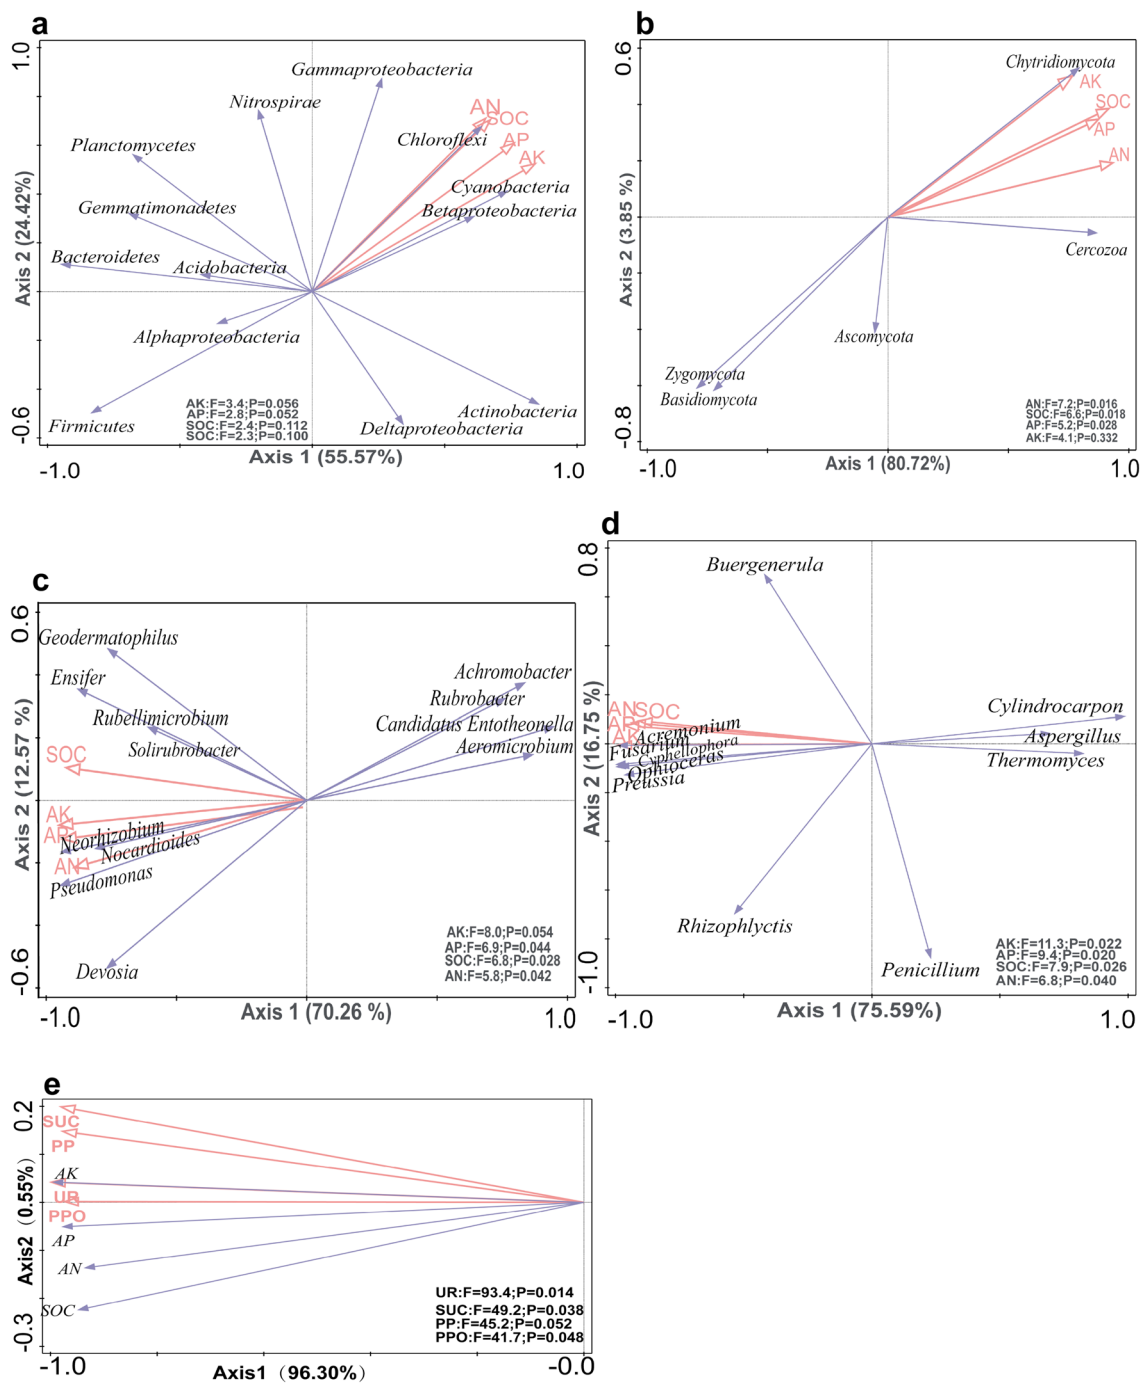 a
1.0
Gammaproteobacteria
Nitrospirae
AN
SOC
Chloroflexi
AP
Planctomycetes
AK
Cyanobacteria
Gemmatimonadetes
Betaproteobacteria
Bacteroidetes
Acidobacteria
Axis 2 (24.42%)
Alphaproteobacteria
Firmicutes
Actinobacteria
Deltaproteobacteria
AK:F=3.4;P=0.056
AP:F=2.8;P=0.052
SOC:F=2.4;P=0.112
SOC:F=2.3;P=0.100
-0.6
-1.0
Axis 1 (55.57%)
1.0
b
0.6
Chytridiomycota
AK
SOC
AP
AN
Axis 2 (3.85 %)
Cercozoa
Ascomycota
Zygomycota
Basidiomycota
AN:F=7.2;P=0.016
SOC:F=6.6;P=0.018
AP:F=5.2;P=0.028
AK:F=4.1;P=0.332
-0.8
-1.0
Axis 1 (80.72%)
1.0
c
0.6
Geodermatophilus
Ensifer
Achromobacter
Rubrobacter
Rubellimicrobium
Candidatus Entotheonella
Solirubrobacter
Aeromicrobium
SOC
Axis 2 (12.57 %)
AK
AP
Neorhizobium
Nocardioides
AN
Pseudomonas
Devosia
AK:F=8.0;P=0.054
AP:F=6.9;P=0.044
SOC:F=6.8;P=0.028
AN:F=5.8;P=0.042
-0.6
-1.0
Axis 1 (70.26 %)
1.0
d
0.8
Buergenerula
ANSOC
AP
AK
Acremonium
Fusarium
Cyphellophora
Ophioceras
Preussia
Cylindrocarpon
Aspergillus
Thermomyces
Axis 2 (16.75 %)
Rhizophlyctis
Penicillium
AK:F=11.3;P=0.022
AP:F=9.4;P=0.020
SOC:F=7.9;P=0.026
AN:F=6.8;P=0.040
-1.0
-1.0
Axis 1 (75.59%)
1.0
e
0.2
SUC
PP
AK
UR
PPO
AP
AN
SOC
Axis2 (0.55%)
UR:F=93.4;P=0.014
SUC:F=49.2;P=0.038
PP:F=45.2;P=0.052
PPO:F=41.7;P=0.048
-0.3
-1.0
Axis1 (96.30%)
-0.0